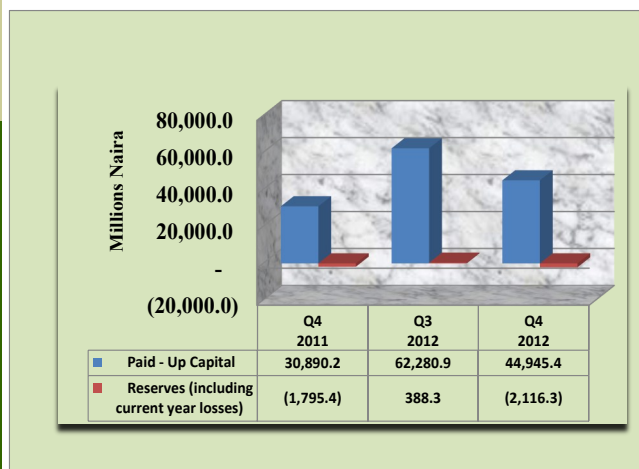 Millions Naira
80,000.0
60,000.0
40,000.0
20,000.0
-
(20,000.0)
Q4 Q3 Q4
2011 2012 2012
Paid - Up Capital 30,890.2 62,280.9 44,945.4
Reserves (including
current year losses) (1,795.4) 388.3 (2,116.3)